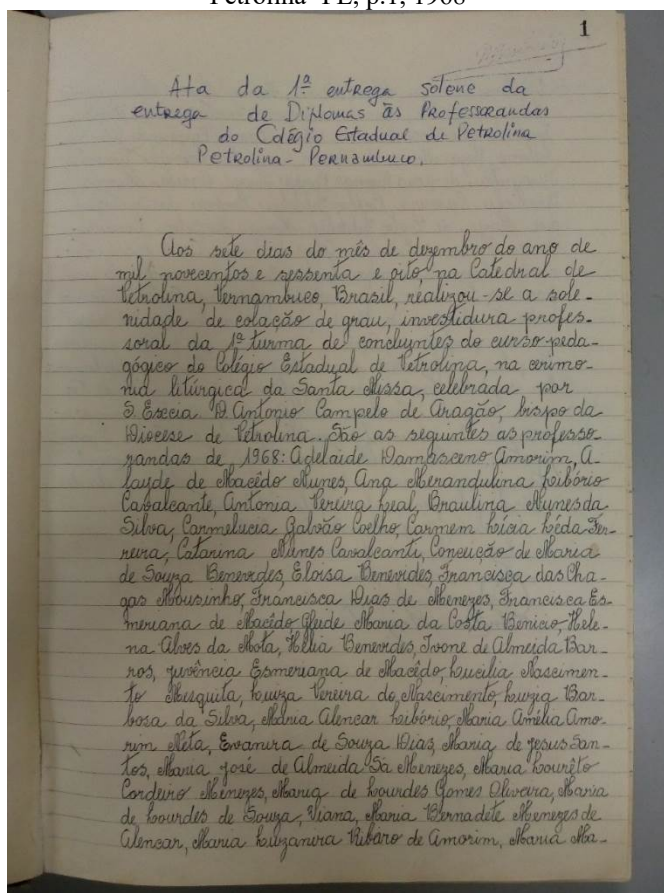 Petrolina- PE, p.1, 1968
1
Ata da 1ª entrega solene da
entrega de Diplomas às Professorandas
do Colégio Estadual de Petrolina
Petrolina - Pernambuco.
Aos sete dias do mês de dezembro do ano de
mil novecentos e sessenta e oito, na Catedral de
Petrolina, Pernambuco, Brasil, realizou-se a sole-
nidade de colação de grau, investidura profes-
soral da 1ª turma de concluintes do curso peda-
gógico do Colégio Estadual de Petrolina, na cerimo-
nia litúrgica da Santa Missa, celebrada por
S. Excia. D. Antonio Campelo de Aragão, bispo da
Diocese de Petrolina. São as seguintes as professo-
randas de 1968: Adelaide Damasceno Amorim, A-
layde de Macêdo Nunes, Ana Merandulina Libório
Cavalcante, Antonia Pereira Leal, Braulina Nunes da
Silva, Carmelucia Galvão Coelho, Carmem Lícia Lêda Fer-
reira, Catarina Nunes Cavalcanti, Conceição de Maria
de Souza Benevides, Eloisa Benevides, Francisca das Cha-
gas Mousinho, Francisca Dias de Menezes, Francisca Es-
meriana de Macêdo, Gleide Maria da Costa Benício, Hele-
na Alves da Mota, Hélia Benevides, Ivone de Almeida Bar-
ros, Juvência Esmeriana de Macêdo, Lucilia Nascimen-
to Mesquita, Luiza Pereira do Nascimento, Luzia Bar-
bosa da Silva, Maria Alencar Libório, Maria Amélia Amo-
rim Neta, Evanira de Souza Dias, Maria de Jesus San-
tos, Maria José de Almeida Sá Menezes, Maria Lourêto
Cordeiro Menezes, Maria de Lourdes Gomes Oliveira, Maria
de Lourdes de Souza, Viana, Maria Bernadete Menezes de
Alencar, Maria Luzanira de Amorim, Maria Ma-